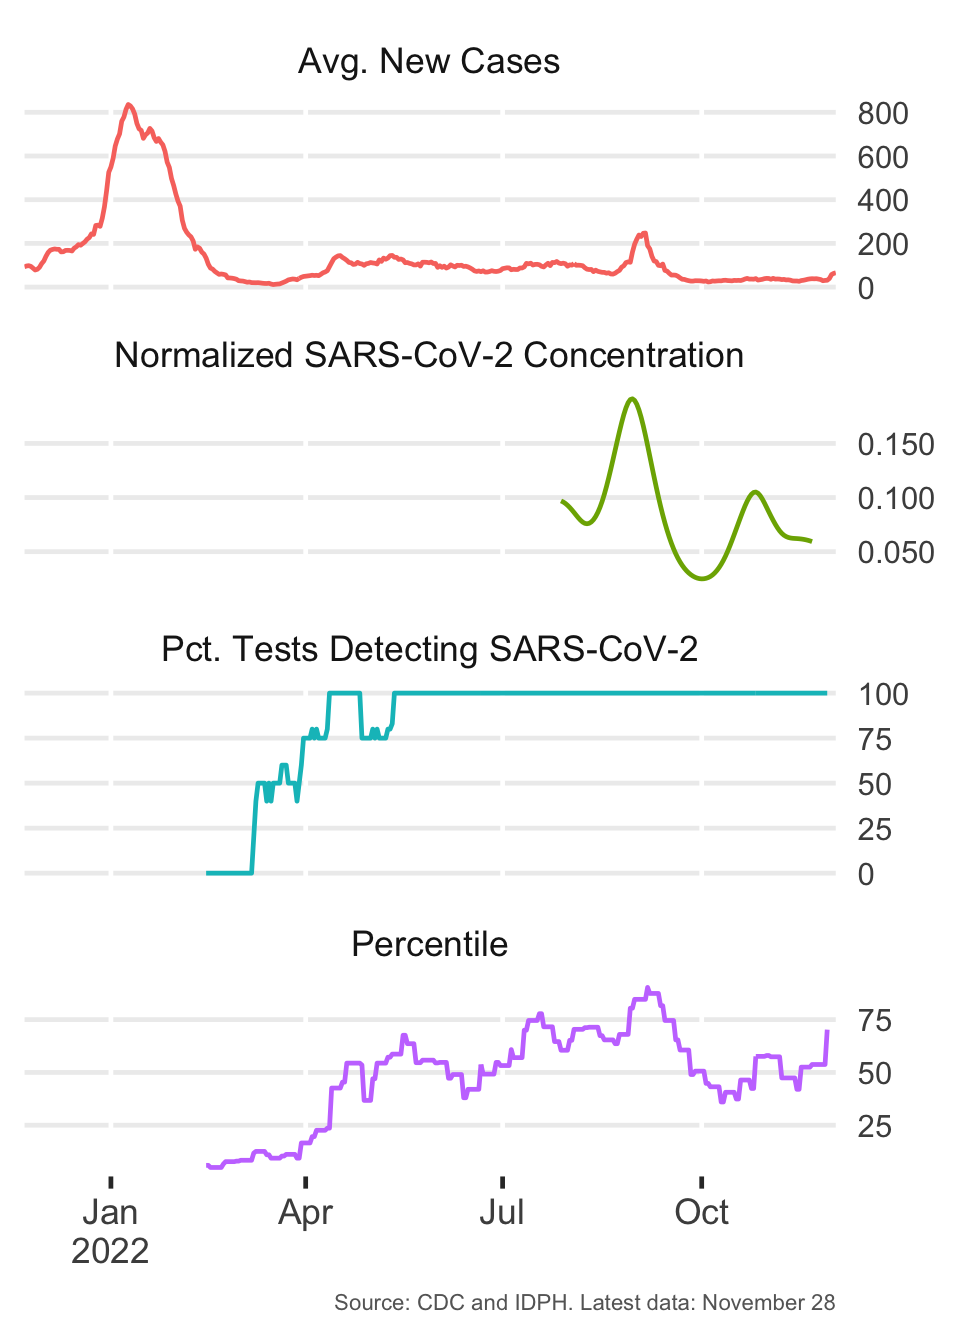 Avg. New Cases
800
600
400
200
0
Normalized SARS-CoV-2 Concentration
0.150
0.100
0.050
Pct. Tests Detecting SARS-CoV-2
100
75
50
25
0
Percentile
75
50
25
Jan Apr Jul Oct
2022
Source: CDC and IDPH. Latest data: November 28